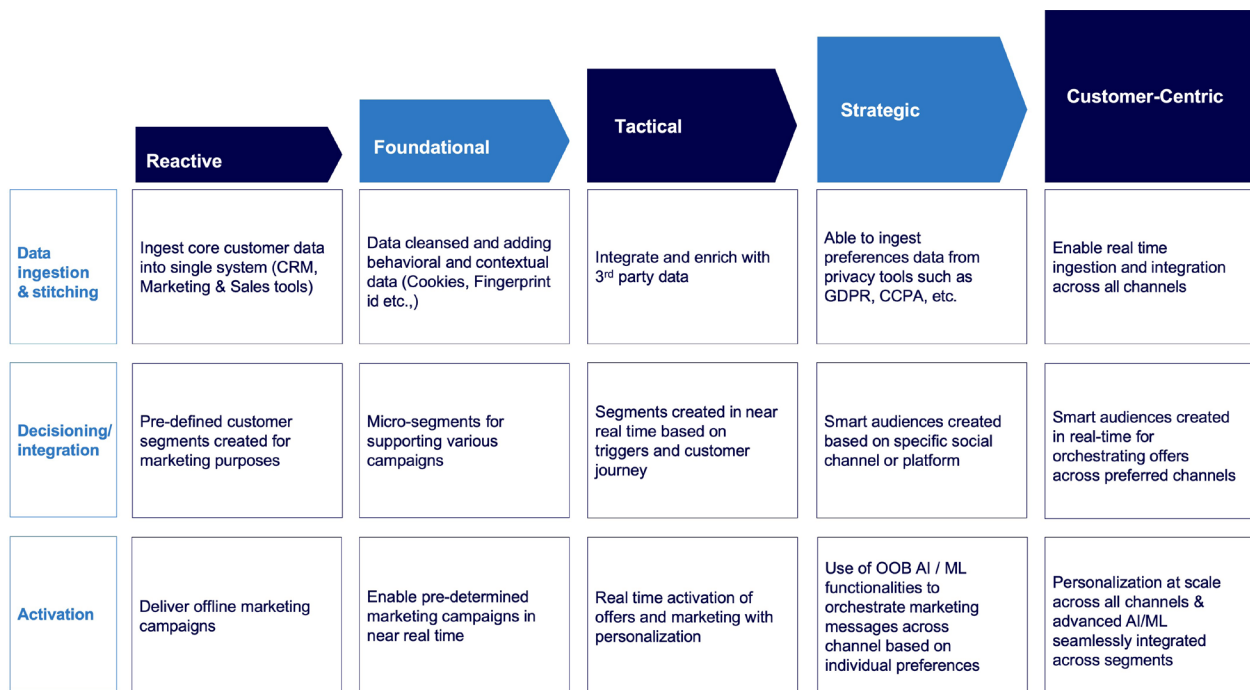 Reactive
Foundational
Tactical
Strategic
Customer-Centric
Data
ingestion
& stitching
Ingest core customer data
into single system (CRM,
Marketing & Sales tools)
Data cleansed and adding
behavioral and contextual
data (Cookies, Fingerprint
id etc.,)
Integrate and enrich with
3rd party data
Able to ingest
preferences data from
privacy tools such as
GDPR, CCPA, etc.
Enable real time
ingestion and integration
across all channels
Decisioning/
integration
Pre-defined customer
segments created for
marketing purposes
Micro-segments for
supporting various
campaigns
Segments created in near
real time based on
triggers and customer
journey
Smart audiences created
based on specific social
channel or platform
Smart audiences created
in real-time for
orchestrating offers
across preferred channels
Activation
Deliver offline marketing
campaigns
Enable pre-determined
marketing campaigns in
near real time
Real time activation of
offers and marketing with
personalization
Use of OOB AI / ML
functionalities to
orchestrate marketing
messages across
channel based on
individual preferences
Personalization at scale
across all channels &
advanced AI/ML
seamlessly integrated
across segments